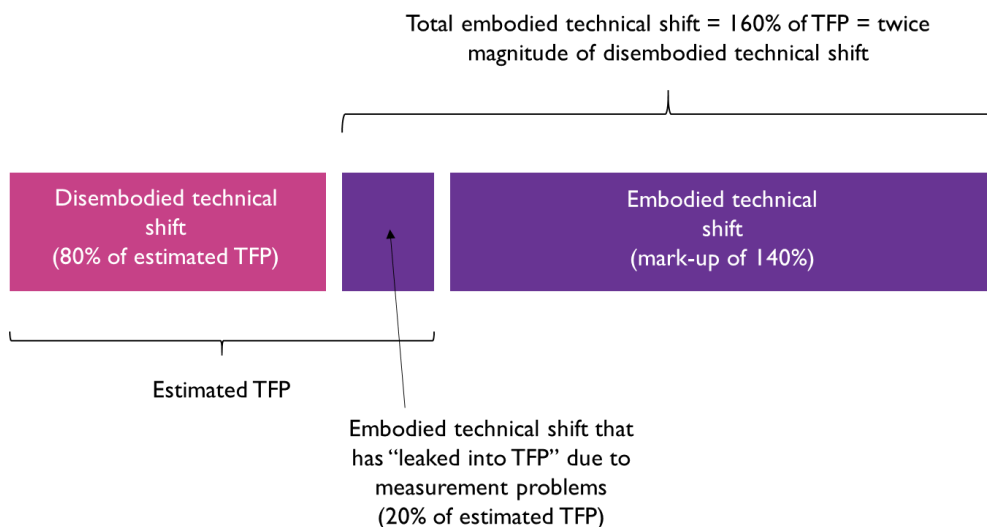 Total embodied technical shift = 160% of TFP = twice
magnitude of disembodied technical shift
Disembodied technical
shift
(80% of estimated TFP)
Embodied technical
shift
(mark-up of 140%)
Estimated TFP
Embodied technical shift that
has “leaked into TFP” due to
measurement problems
(20% of estimated TFP)